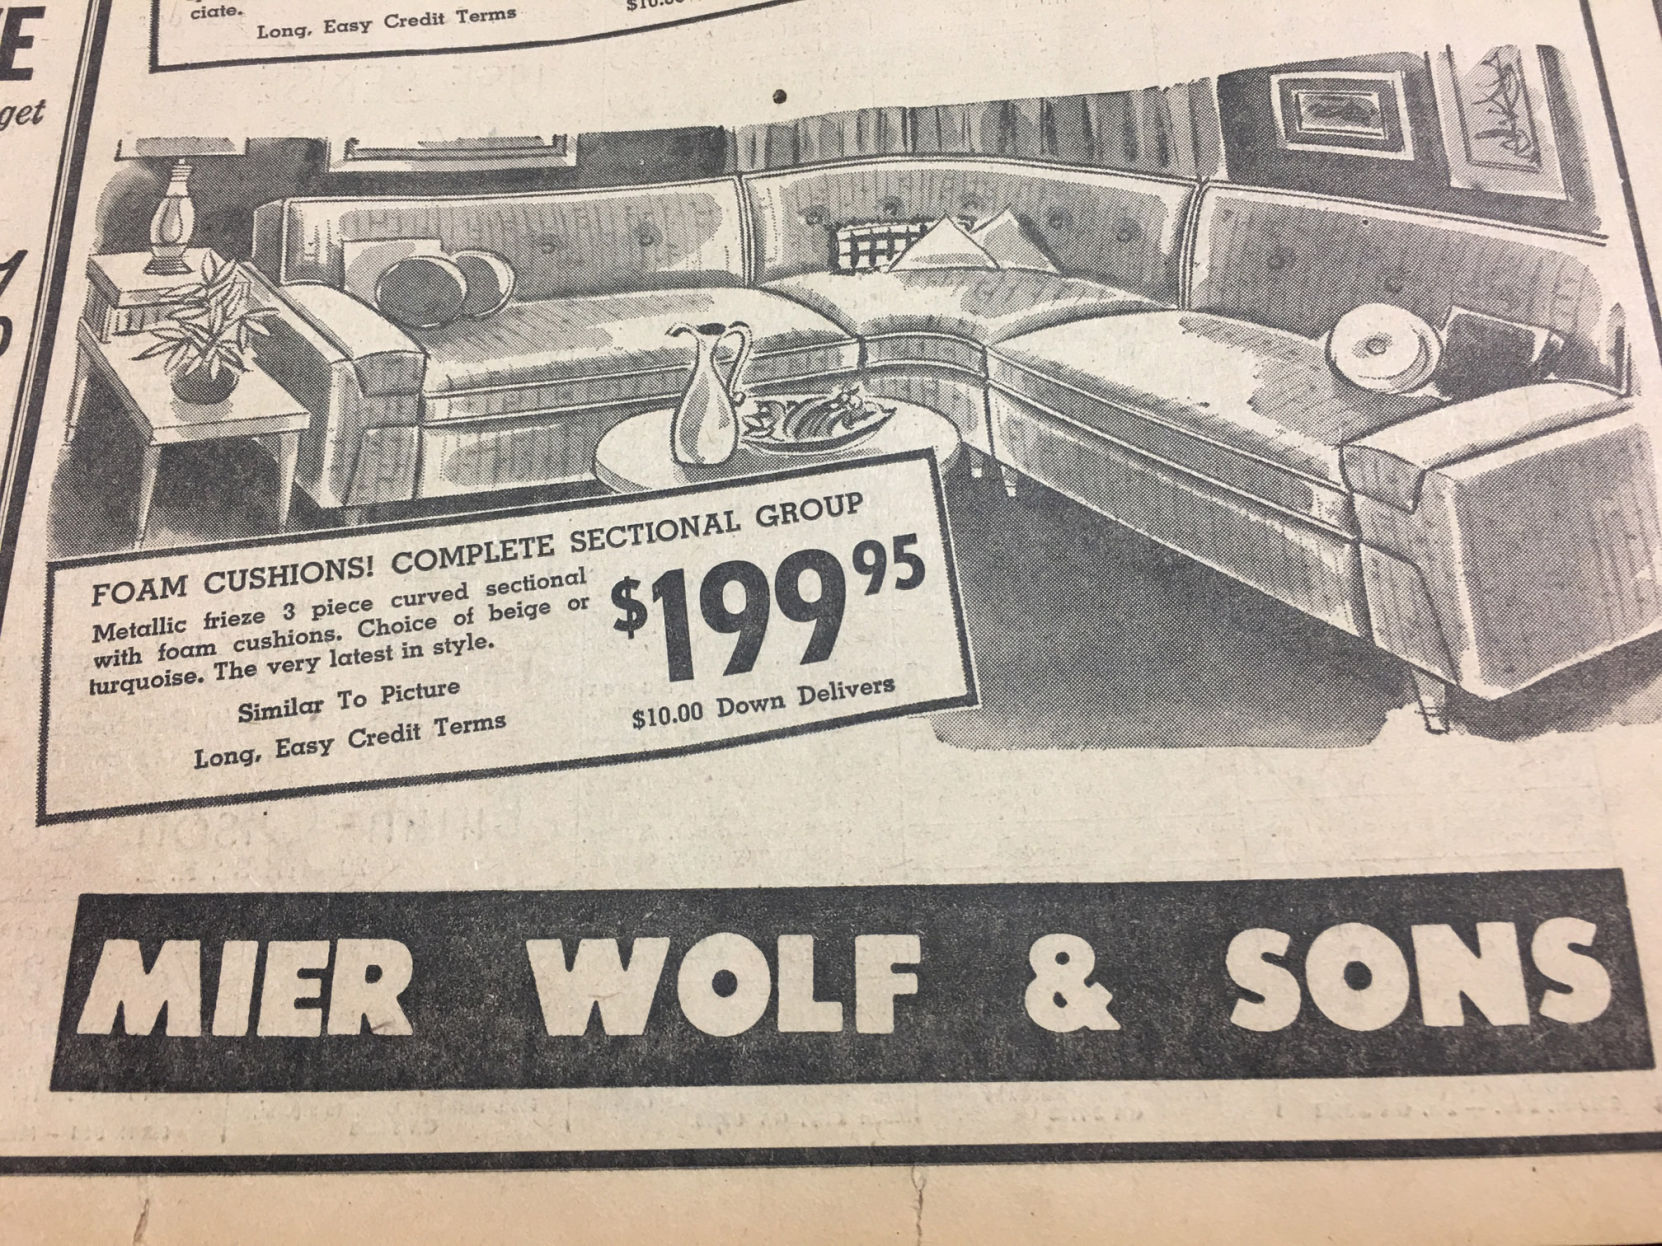 E
get
ciate.
Long, Easy Credit Terms
FOAM CUSHIONS! COMPLETE SECTIONAL GROUP
Metallic frieze 3 piece curved sectional
with foam cushions. Choice of beige or
turquoise. The very latest in style.
Similar To Picture
Long, Easy Credit Terms
$199 95
$10.00 Down Delivers
MIER WOLF & SONS